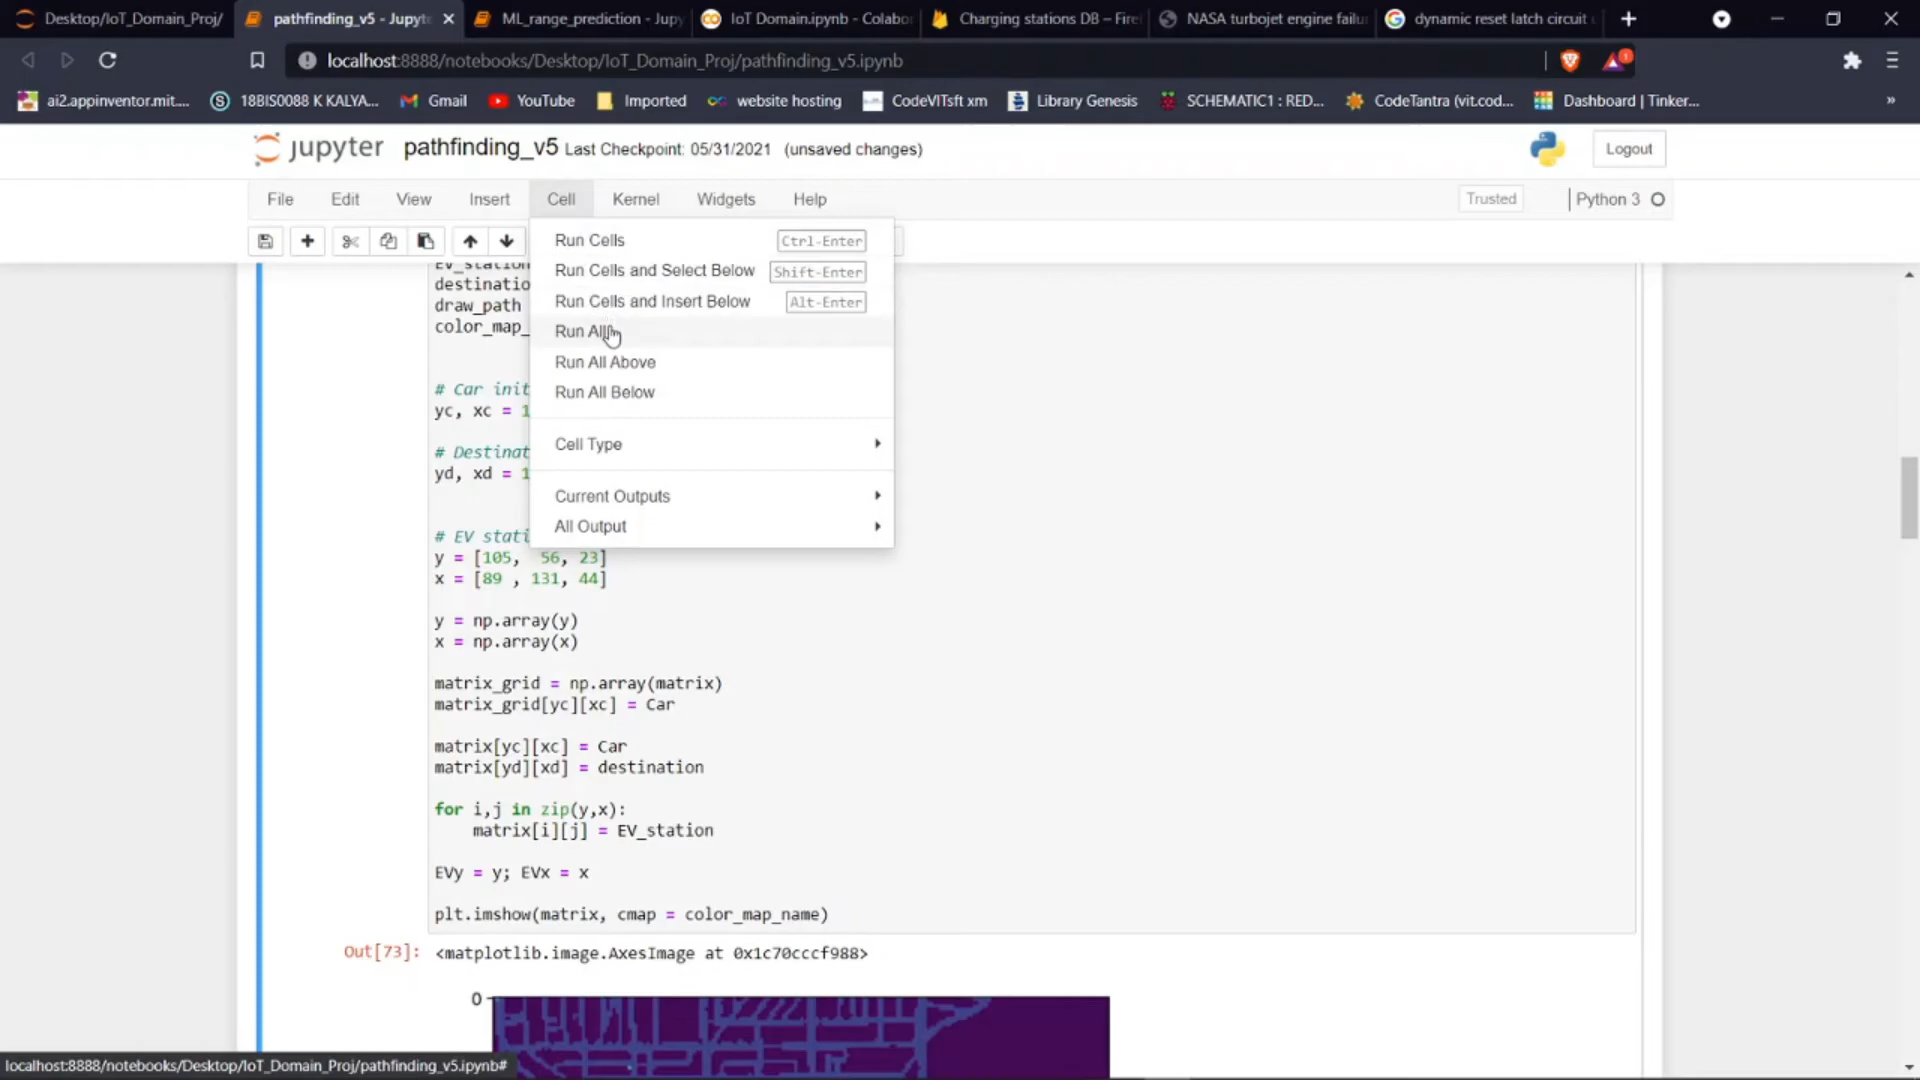 Desktop/IoT_Domain_Proj/
pathfinding_v5 - Jupyte
ML_range_prediction - Jupy
IoT Domain.ipynb - Colabo
Charging stations DB – Fire
NASA turbojet engine failu
dynamic reset latch circuit
localhost:8888/notebooks/Desktop/IoT_Domain_Proj/pathfinding_v5.ipynb
1
ai2.appinventor.mit....
18BIS0088 K KALYA...
Gmail
YouTube
Imported
website hosting
CodeVITsft xm
Library Genesis
SCHEMATIC1 : RED...
CodeTantra (vit.cod...
Dashboard | Tinker...
»
jupyter pathfinding_v5 Last Checkpoint: 05/31/2021 (unsaved changes)
Logout
File Edit View Insert Cell Kernel Widgets Help
Trusted
Python 3
Run Cells Ctrl-Enter
Run Cells and Select Below Shift-Enter
Run Cells and Insert Below Alt-Enter
Run All
Run All Above
Run All Below
Cell Type
Current Outputs
All Output
EV_station
destinatio
draw_path
color_map_
# Car init
yc, xc = 1
# Destinat
yd, xd = 1
# EV stati
y = [105, 56, 23]
x = [89 , 131, 44]
y = np.array(y)
x = np.array(x)
matrix_grid = np.array(matrix)
matrix_grid[yc][xc] = Car
matrix[yc][xc] = Car
matrix[yd][xd] = destination
for i,j in zip(y,x):
matrix[i][j] = EV_station
EVy = y; EVx = x
plt.imshow(matrix, cmap = color_map_name)
Out[73]: <matplotlib.image.AxesImage at 0x1c70cccf988>
0
localhost:8888/notebooks/Desktop/IoT_Domain_Proj/pathfinding_v5.ipynb#